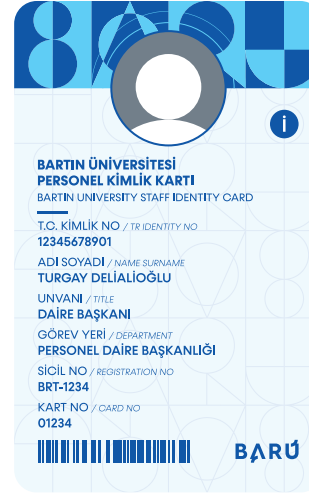 i
BARTIN ÜNİVERSİTESİ
PERSONEL KİMLİK KARTI
BARTIN UNIVERSITY STAFF IDENTITY CARD
T.C. KİMLİK NO / TR IDENTITY NO
12345678901
ADI SOYADI / NAME SURNAME
TURGAY DELİALİOĞLU
UNVANI / TITLE
DAİRE BAŞKANI
GÖREV YERİ / DEPARTMENT
PERSONEL DAİRE BAŞKANLIĞI
SİCİL NO / REGISTRATION NO
BRT-1234
KART NO / CARD NO
01234
BARÜ